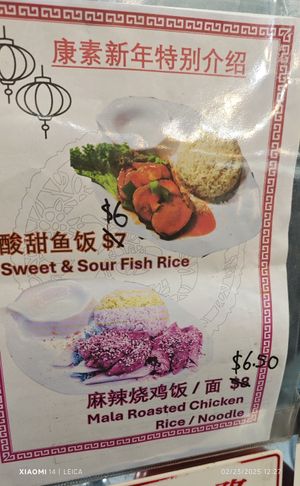 康素新年特别介绍
$6
酸甜鱼饭 $7
Sweet & Sour Fish Rice
$6.50
麻辣烧鸡饭 / 面 $8
Mala Roasted Chicken
Rice / Noodle
XIAOMI 14 | LEICA
02/25/2025 12:27